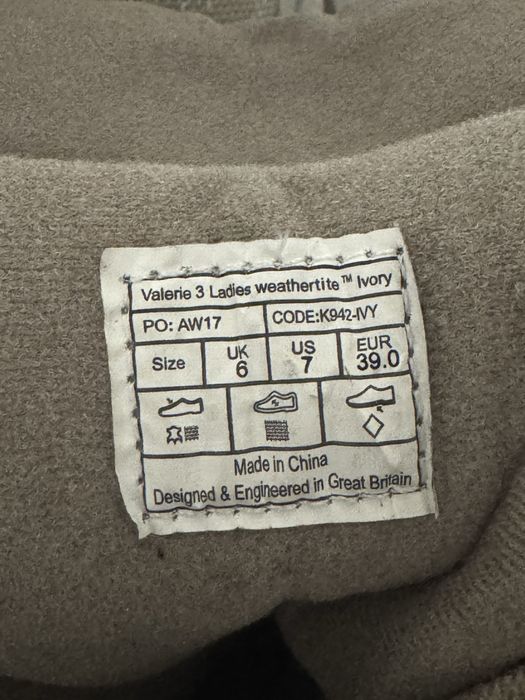 Valerie 3 Ladies weathertite™ Ivory
PO: AW17 CODE:K942-IVY
Size UK 6 US 7 EUR 39.0
Made in China
Designed & Engineered in Great Britain